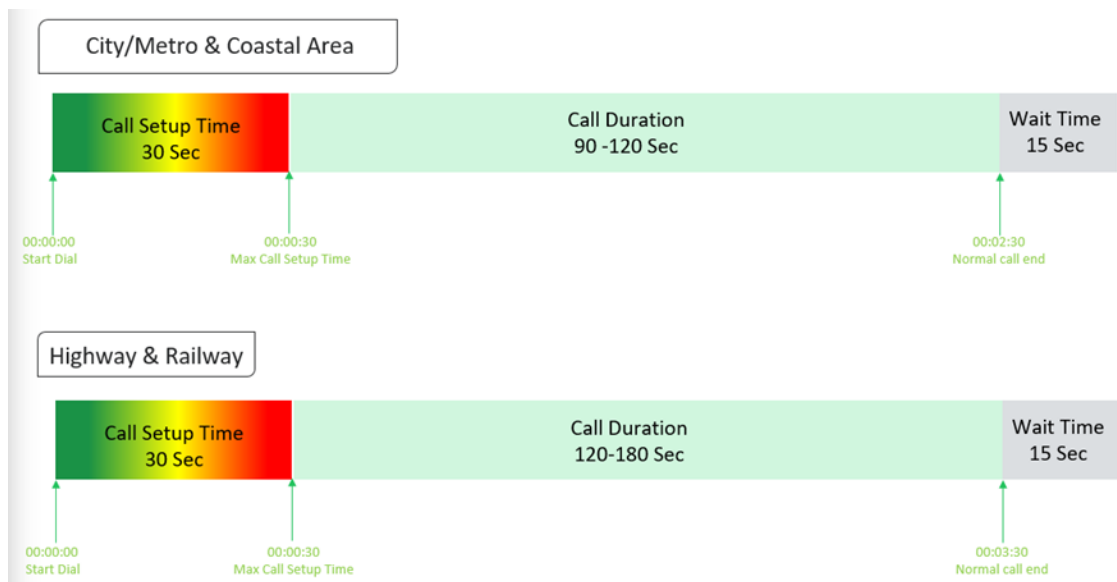 City/Metro & Coastal Area
Call Setup Time
30 Sec
Call Duration
90 -120 Sec
Wait Time
15 Sec
00:00:00
Start Dial
00:00:30
Max Call Setup Time
00:02:30
Normal call end
Highway & Railway
Call Setup Time
30 Sec
Call Duration
120-180 Sec
Wait Time
15 Sec
00:00:00
Start Dial
00:00:30
Max Call Setup Time
00:03:30
Normal call end